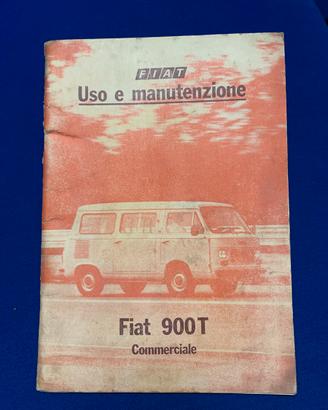 FIAT
Uso e manutenzione
Fiat 900T
Commerciale